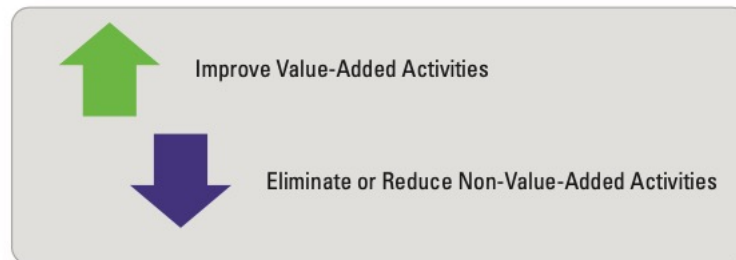 Improve Value-Added Activities
Eliminate or Reduce Non-Value-Added Activities